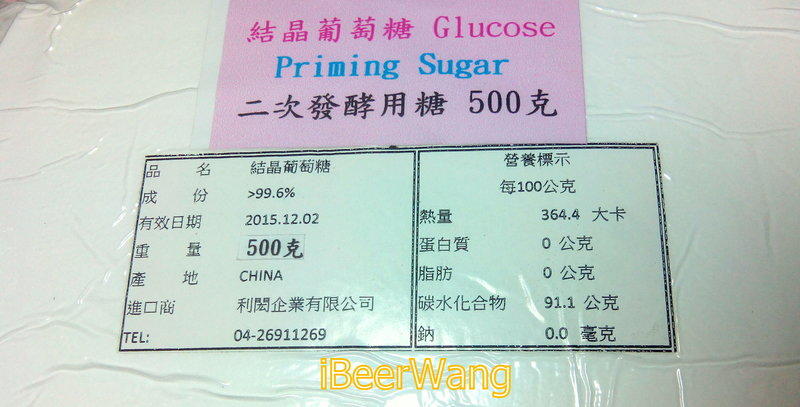 結晶葡萄糖 Glucose
Priming Sugar
二次發酵用糖 500克
品 名 結晶葡萄糖
成 份 >99.6%
有效日期 2015.12.02
重 量 500克
產 地 CHINA
進口商 利閎企業有限公司
TEL: 04-26911269
營養標示
每100公克
熱量 364.4 大卡
蛋白質 0 公克
脂肪 0 公克
碳水化合物 91.1 公克
鈉 0.0 毫克
iBeerWang